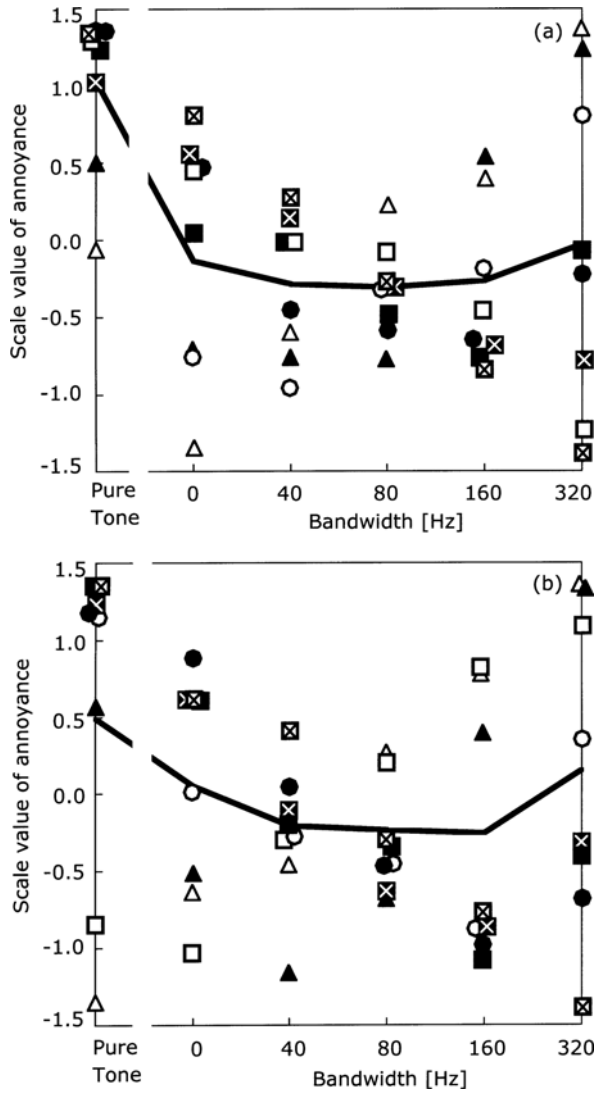 (a)
Scale value of annoyance
1.5
1.0
0.5
0.0
-0.5
-1.0
-1.5
Pure 0 40 80 160 320
Tone Bandwidth [Hz]
(b)
Scale value of annoyance
1.5
1.0
0.5
0.0
-0.5
-1.0
-1.5
Pure 0 40 80 160 320
Tone Bandwidth [Hz]